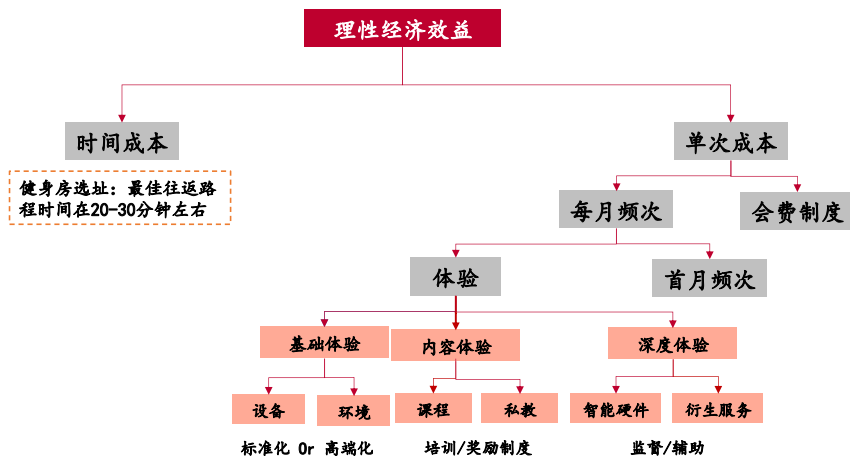 理性经济效益
时间成本
单次成本
健身房选址：最佳往返路
程时间在20-30分钟左右
每月频次
会费制度
体验
首月频次
基础体验
内容体验
深度体验
设备
环境
课程
私教
智能硬件
衍生服务
标准化 Or 高端化
培训/奖励制度
监督/辅助